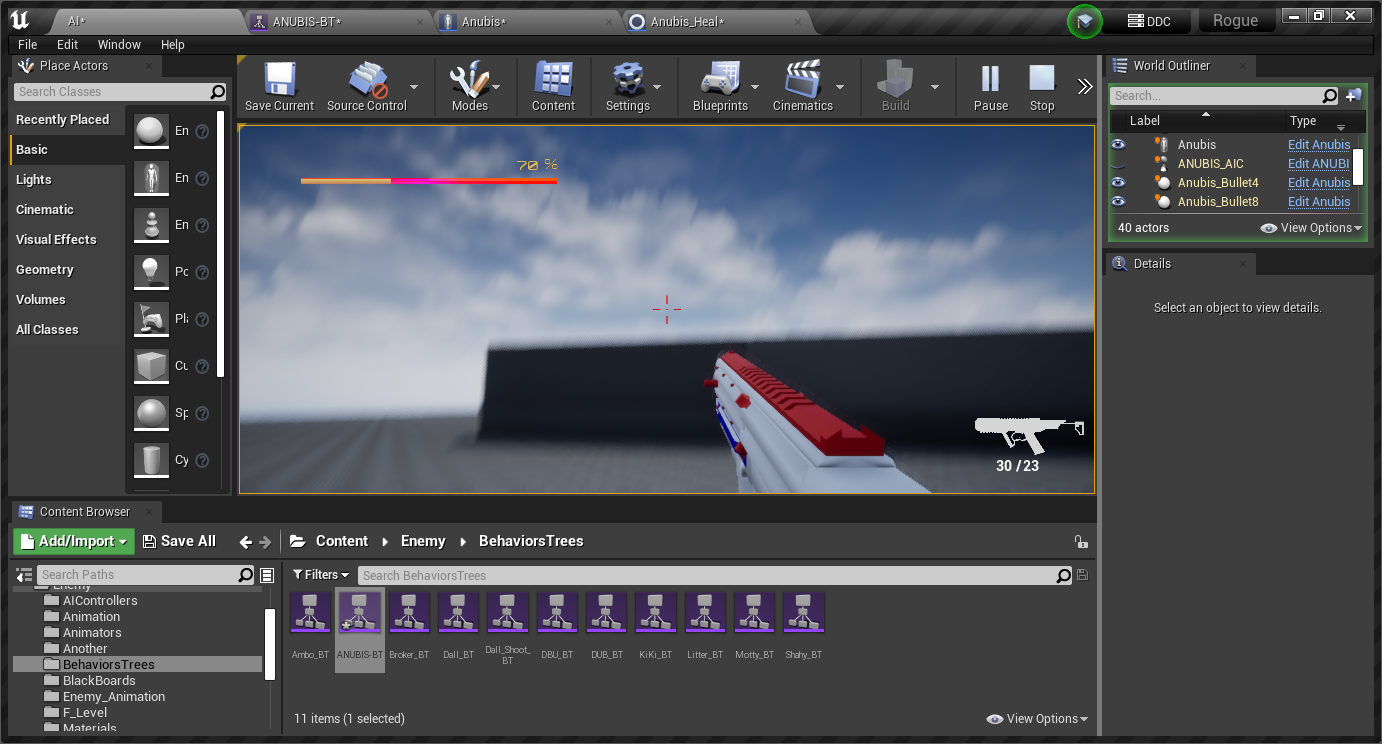 AI*
ANUBIS-BT*
Anubis*
Anubis_Heal*
DDC
Rogue
File Edit Window Help
Place Actors
Search Classes
Recently Placed
Basic
Lights
Cinematic
Visual Effects
Geometry
Volumes
All Classes
En
En
En
Po
Pl
Cu
Sp
Cy
Save Current
Source Control
Modes
Content
Settings
Blueprints
Cinematics
Build
Pause
Stop
70 %
30 / 23
World Outliner
Search...
Label Type
Anubis Edit Anubis
ANUBIS_AIC Edit ANUBI
Anubis_Bullet4 Edit Anubis
Anubis_Bullet8 Edit Anubis
40 actors View Options
Details
Select an object to view details.
Content Browser
Add/Import Save All Content Enemy BehaviorsTrees
Search Paths
Enemy
AIControllers
Animation
Animators
Another
BehaviorsTrees
BlackBoards
Enemy_Animation
F_Level
Materials
Filters Search BehaviorsTrees
Ambo_BT
ANUBIS-BT
Broker_BT
Dall_BT
Dall_Shoot_
BT
DBU_BT
DUB_BT
KiKi_BT
Litter_BT
Motty_BT
Shahy_BT
11 items (1 selected) View Options